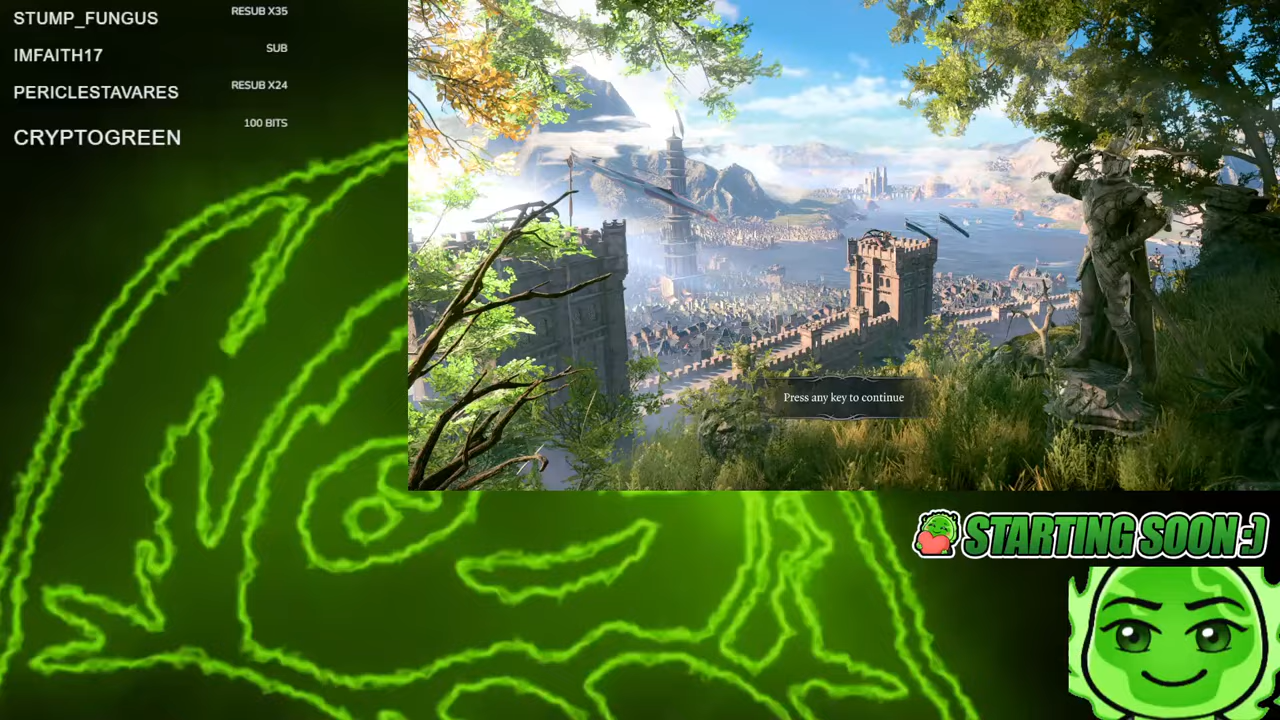 STUMP_FUNGUS RESUB X35
IMFAITH17 SUB
PERICLESTAVARES RESUB X24
CRYPTOGREEN 100 BITS
Press any key to continue
STARTING SOON :)